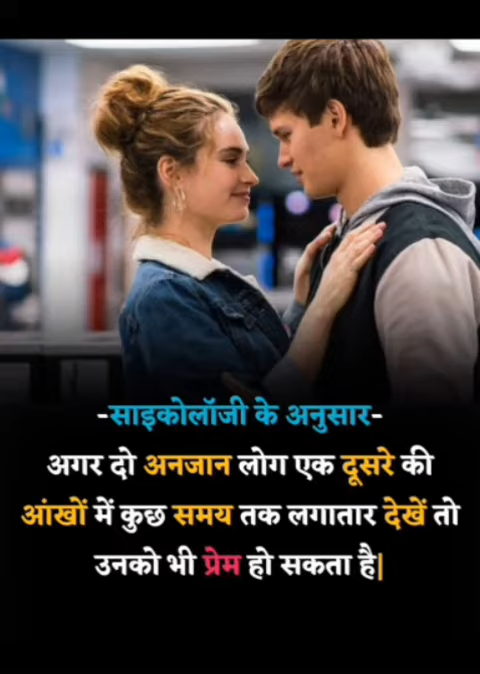 -साइकोलॉजी के अनुसार-
अगर दो अनजान लोग एक दूसरे की
आंखों में कुछ समय तक लगातार देखें तो
उनको भी प्रेम हो सकता है|